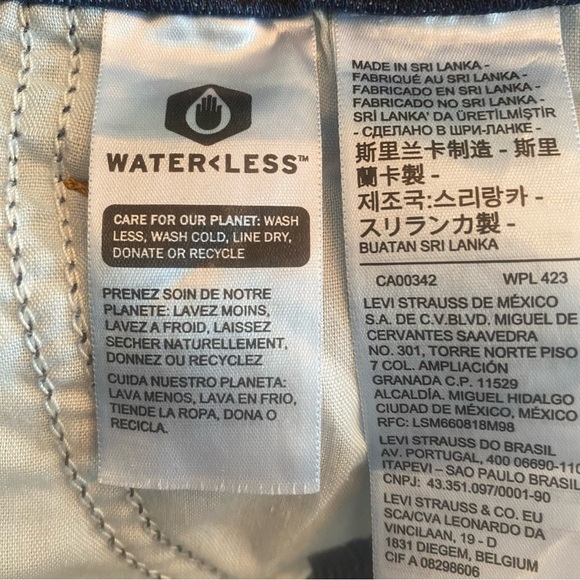 WATER<LESS™
CARE FOR OUR PLANET: WASH
LESS, WASH COLD, LINE DRY,
DONATE OR RECYCLE
PRENEZ SOIN DE NOTRE
PLANETE: LAVEZ MOINS,
LAVEZ A FROID, LAISSEZ
SECHER NATURELLEMENT,
DONNEZ OU RECYCLEZ
CUIDA NUESTRO PLANETA:
LAVA MENOS, LAVA EN FRIO,
TIENDE LA ROPA, DONA O
RECICLA.
MADE IN SRI LANKA -
FABRIQUÉ AU SRI LANKA -
FABRICADO EN SRI LANKA -
FABRICADO NO SRI LANKA -
SRİ LANKA' DA ÜRETİLMİŞTİR
- СДЕЛАНО В ШРИ-ЛАНКЕ -
斯里兰卡制造 - 斯里
蘭卡製 -
제조국:스리랑카 -
スリランカ製 -
BUATAN SRI LANKA
CA00342 WPL 423
LEVI STRAUSS DE MÉXICO
S.A. DE C.V.BLVD. MIGUEL DE
CERVANTES SAAVEDRA
NO. 301, TORRE NORTE PISO
7 COL. AMPLIACIÓN
GRANADA C.P. 11529
ALCALDÍA. MIGUEL HIDALGO
CIUDAD DE MÉXICO, MÉXICO
RFC: LSM660818M98
LEVI STRAUSS DO BRASIL
AV. PORTUGAL, 400 06690-110
ITAPEVI – SAO PAULO BRASIL
CNPJ: 43.351.097/0001-90
LEVI STRAUSS & CO. EU
SCA/CVA LEONARDO DA
VINCILAAN, 19 - D
1831 DIEGEM, BELGIUM
CIF A 08298606